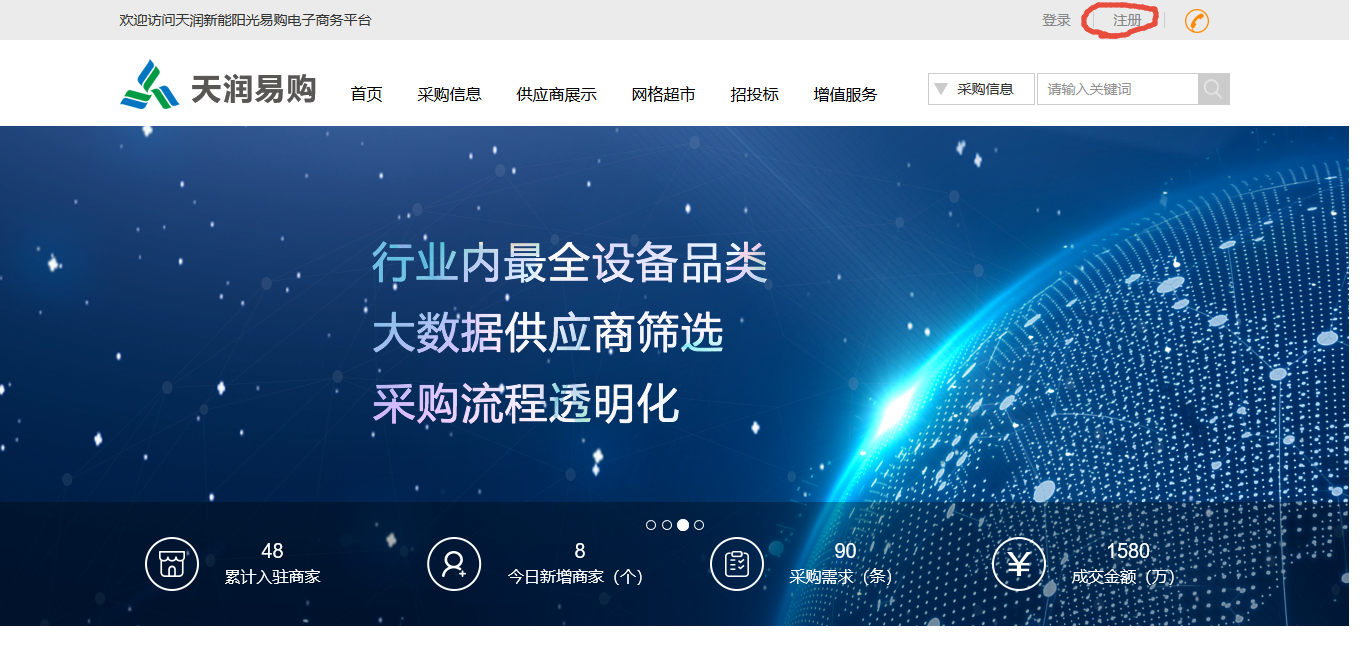 欢迎访问天润新能阳光易购电子商务平台
登录 注册
天润易购 首页 采购信息 供应商展示 网格超市 招投标 增值服务 采购信息 请输入关键词
行业内最全设备品类
大数据供应商筛选
采购流程透明化
48 8 90 1580
累计入驻商家 今日新增商家（个） 采购需求（条） 成交金额（万）